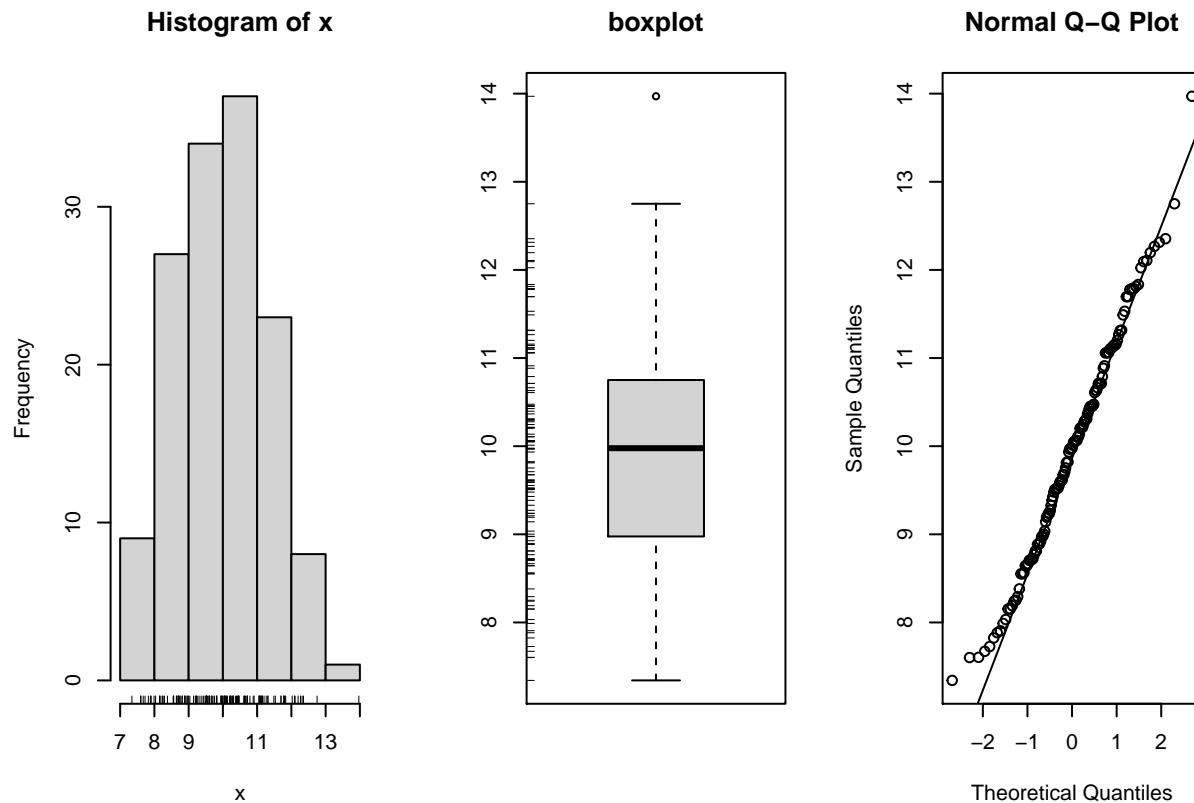 Histogram of x
Frequency
0
10
20
30
7 8 9 11 13
x
boxplot
8
9
10
11
12
13
14
Normal Q−Q Plot
Sample Quantiles
8
9
10
11
12
13
14
−2 −1 0 1 2
Theoretical Quantiles